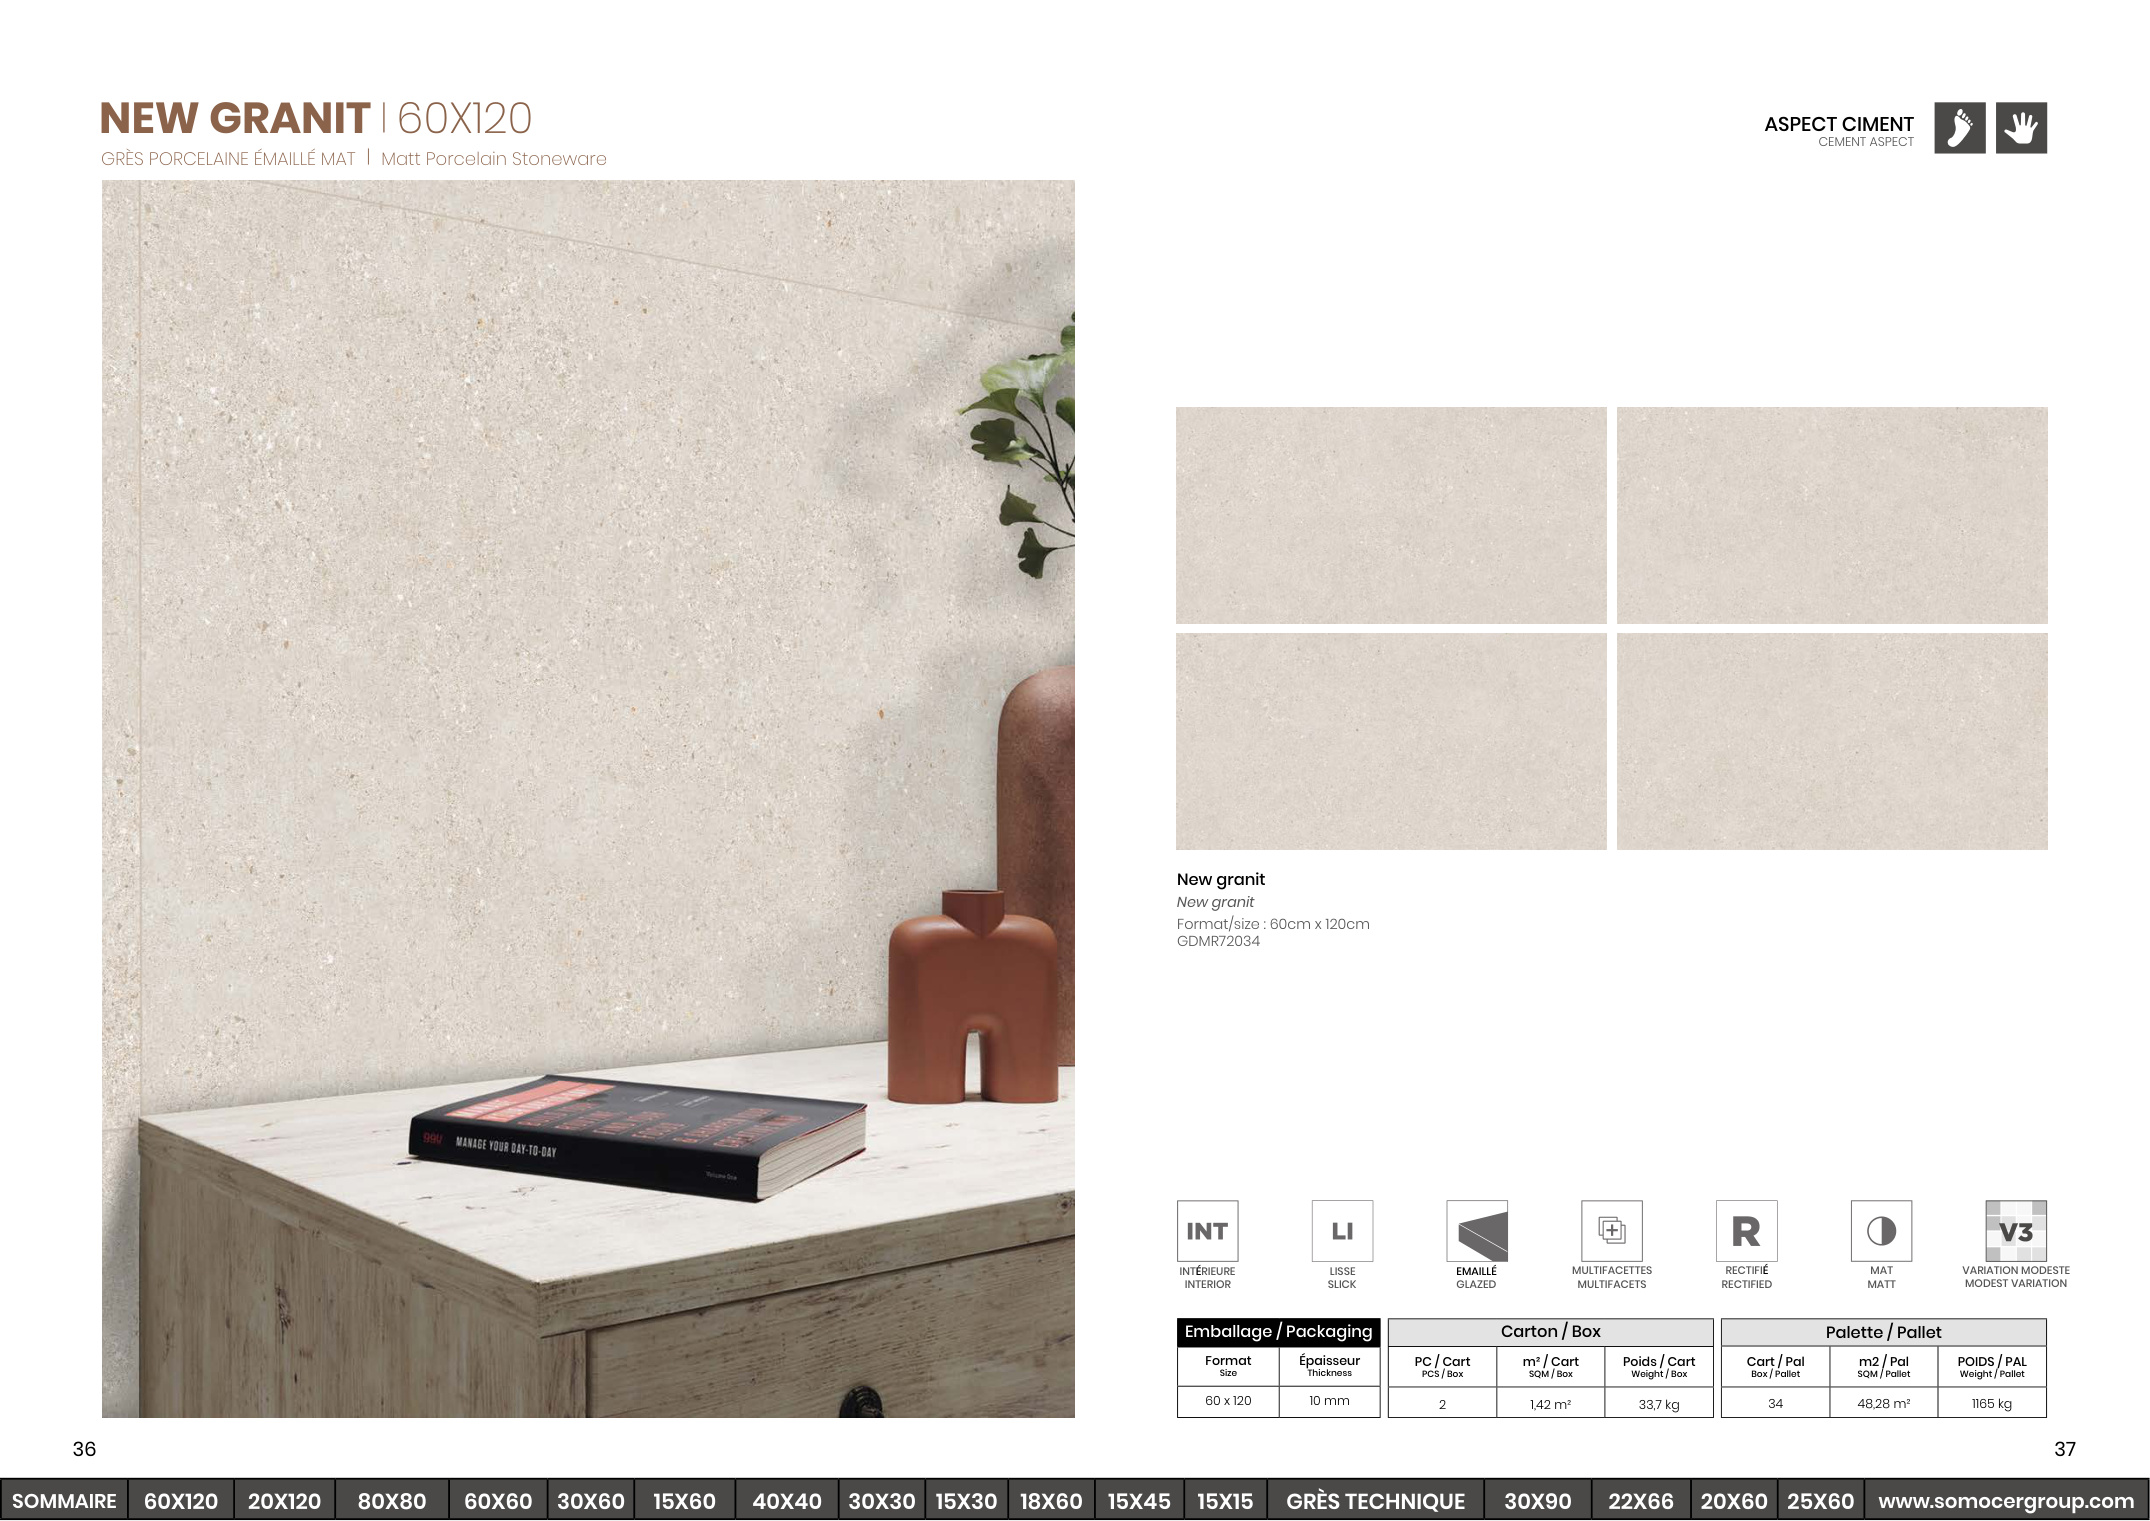 NEW GRANIT | 60X120
GRÈS PORCELAINE ÉMAILLÉ MAT | Matt Porcelain Stoneware
ASPECT CIMENT
CEMENT ASPECT
MANAGE YOUR DAY-TO-DAY
Volume One
New granit
New granit
Format/size : 60cm x 120cm
GDMR72034
INT
INTÉRIEURE
INTERIOR
LI
LISSE
SLICK
EMAILLÉ
GLAZED
MULTIFACETTES
MULTIFACETS
R
RECTIFIÉ
RECTIFIED
MAT
MATT
V3
VARIATION MODESTE
MODEST VARIATION
Emballage / Packaging
Format
Size
Épaisseur
Thickness
60 x 120
10 mm
Carton / Box
PC / Cart
PCS / Box
m² / Cart
SQM / Box
Poids / Cart
Weight / Box
2
1,42 m²
33,7 kg
Palette / Pallet
Cart / Pal
Box / Pallet
m2 / Pal
SQM / Pallet
POIDS / PAL
Weight / Pallet
34
48,28 m²
1165 kg
36
37
SOMMAIRE 60X120 20X120 80X80 60X60 30X60 15X60 40X40 30X30 15X30 18X60 15X45 15X15 GRÈS TECHNIQUE 30X90 22X66 20X60 25X60 www.somocergroup.com